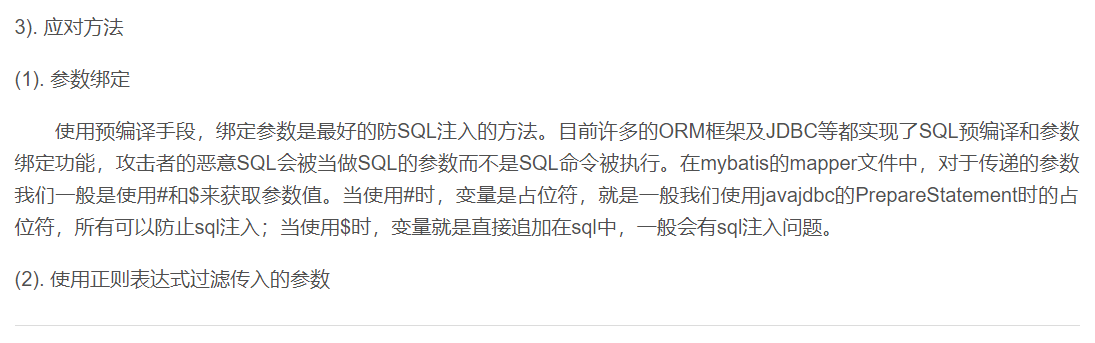 3). 应对方法
(1). 参数绑定
使用预编译手段，绑定参数是最好的防SQL注入的方法。目前许多的ORM框架及JDBC等都实现了SQL预编译和参数
绑定功能，攻击者的恶意SQL会被当做SQL的参数而不是SQL命令被执行。在mybatis的mapper文件中，对于传递的参数
我们一般是使用#和$来获取参数值。当使用#时，变量是占位符，就是一般我们使用javajdbc的PrepareStatement时的占
位符，所有可以防止sql注入；当使用$时，变量就是直接追加在sql中，一般会有sql注入问题。
(2). 使用正则表达式过滤传入的参数